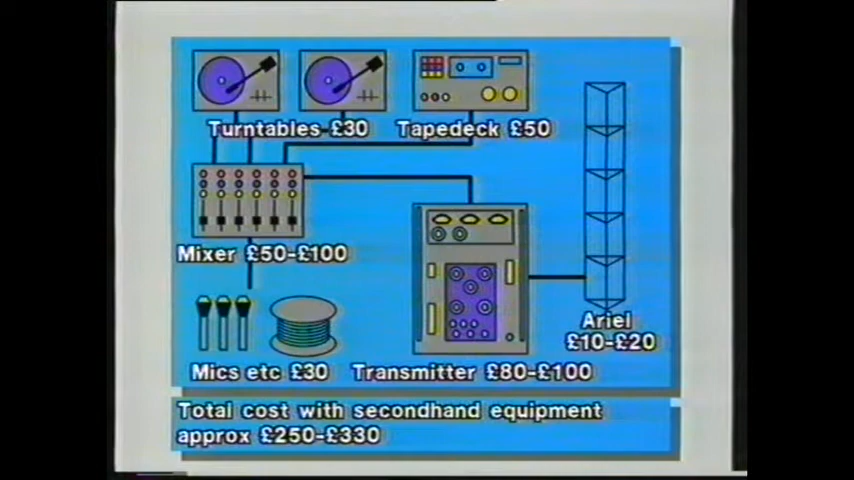 Turntables £30
Tapedeck £50
Mixer £50-£100
Ariel
£10-£20
Mics etc £30
Transmitter £80-£100
Total cost with secondhand equipment
approx £250-£330